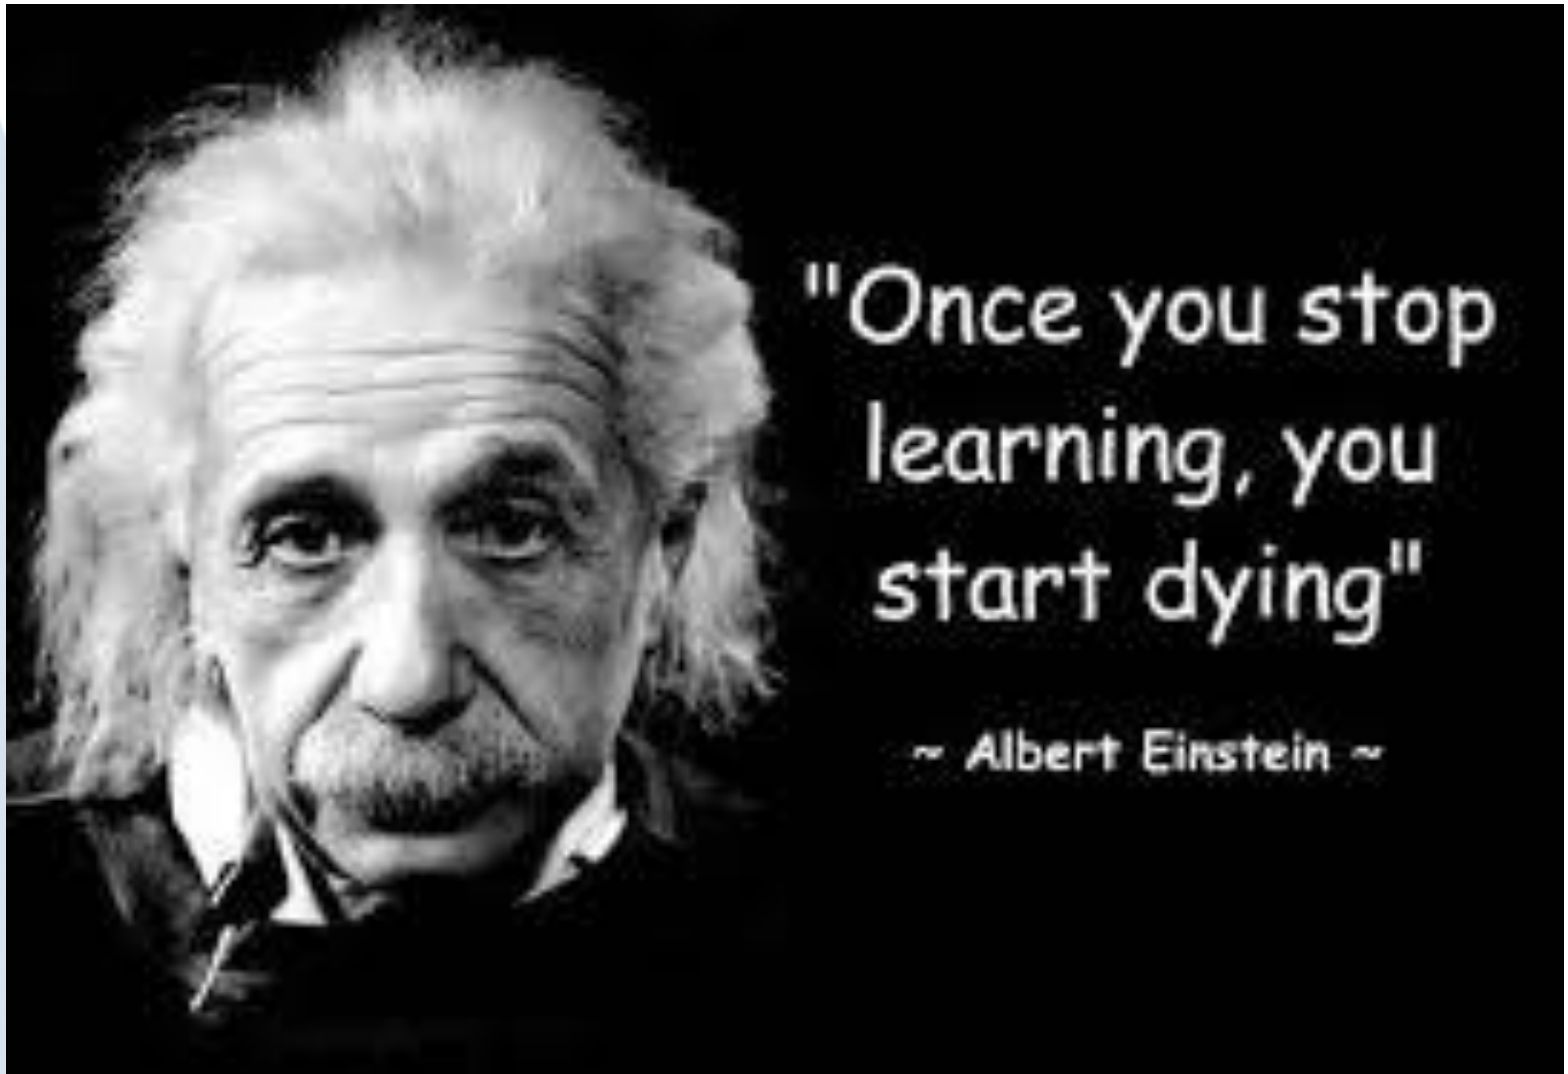 "Once you stop
learning, you
start dying"
~ Albert Einstein ~